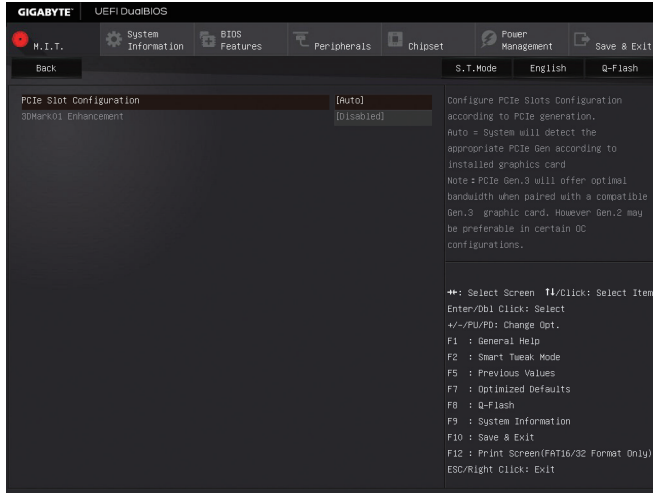 GIGABYTE™ UEFI DualBIOS
M.I.T.
System Information
BIOS Features
Peripherals
Chipset
Power Management
Save & Exit
Back
S.T.Mode English Q-Flash
PCIe Slot Configuration [Auto]
3DMark01 Enhancement [Disabled]
Configure PCIe Slots Configuration
according to PCIe generation.
Auto = System will detect the
appropriate PCIe Gen according to
installed graphics card
Note : PCIe Gen.3 will offer optimal
bandwidth when paired with a compatible
Gen.3 graphic card. However Gen.2 may
be preferable in certain OC
configurations.
→←: Select Screen ↑↓/Click: Select Item
Enter/Dbl Click: Select
+/-/PU/PD: Change Opt.
F1 : General Help
F2 : Smart Tweak Mode
F5 : Previous Values
F7 : Optimized Defaults
F8 : Q-Flash
F9 : System Information
F10 : Save & Exit
F12 : Print Screen(FAT16/32 Format Only)
ESC/Right Click: Exit